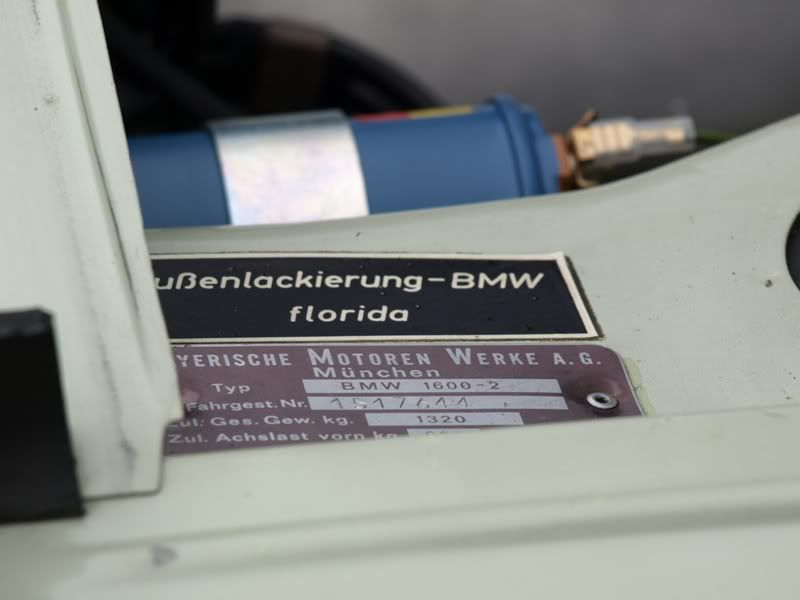 ußenlackierung-BMW
florida
YERISCHE MOTOREN WERKE A.G.
München
Typ BMW 1600-2
Fahrgest. Nr. 1517611
Zul. Ges. Gew. kg. 1320
Zul. Achslast vorn kg